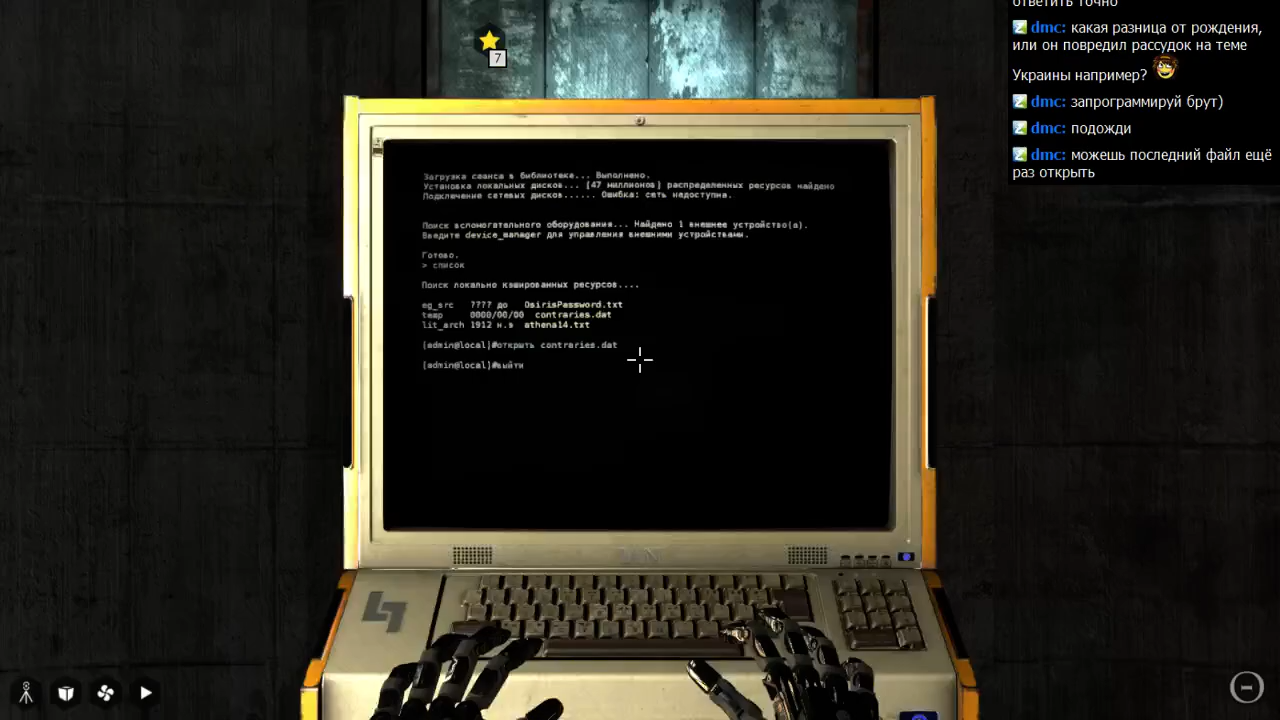 ответить точно
dmc: какая разница от рождения,
или он повредил рассудок на теме
Украины например?
dmc: запрограммируй брут)
dmc: подожди
dmc: можешь последний файл ещё
раз открыть
7
Загрузка сеанса в библиотеке... Выполнено.
Установка локальных дисков... [47 миллионов] распределенных ресурсов найдено
Подключение сетевых дисков...... Ошибка: сеть недоступна.
Поиск вспомогательного оборудования... Найдено 1 внешнее устройство(а).
Введите device_manager для управления внешними устройствами.
Готово.
> список
Поиск локально кэшированных ресурсов....
eg_src ???? до OsirisPassword.txt
temp 0000/00/00 contraries.dat
lit_arch 1912 н.э athena14.txt
[admin@local]#открыть contraries.dat
[admin@local]#выйти